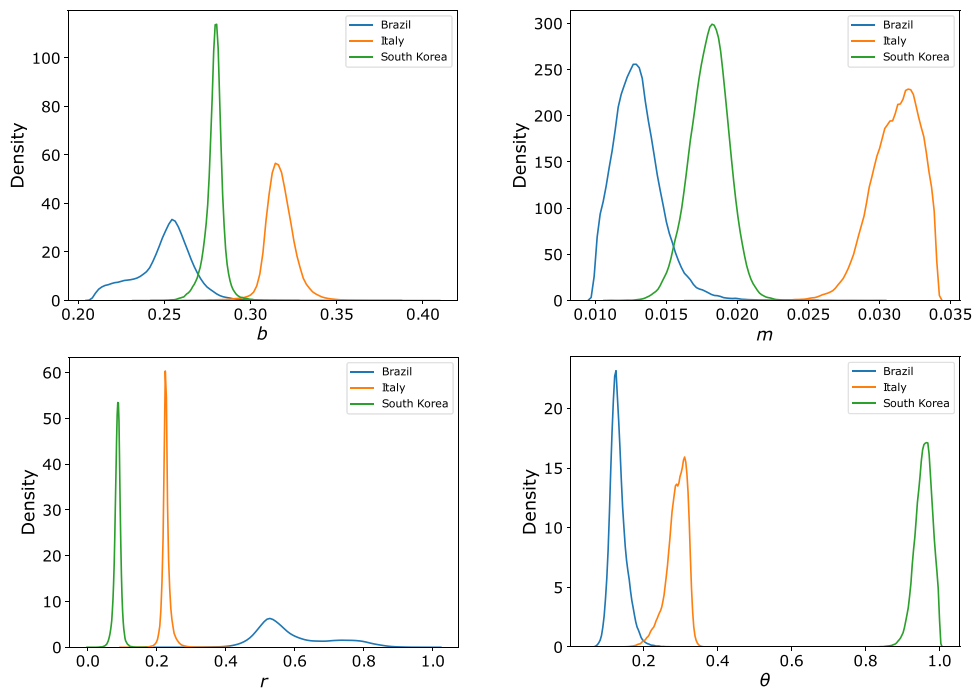 Brazil
Italy
South Korea
Density
100
80
60
40
20
0
0.20 0.25 0.30 0.35 0.40
b
Brazil
Italy
South Korea
Density
300
250
200
150
100
50
0
0.010 0.015 0.020 0.025 0.030 0.035
m
Brazil
Italy
South Korea
Density
60
50
40
30
20
10
0
0.0 0.2 0.4 0.6 0.8 1.0
r
Brazil
Italy
South Korea
Density
20
15
10
5
0
0.2 0.4 0.6 0.8 1.0
θ